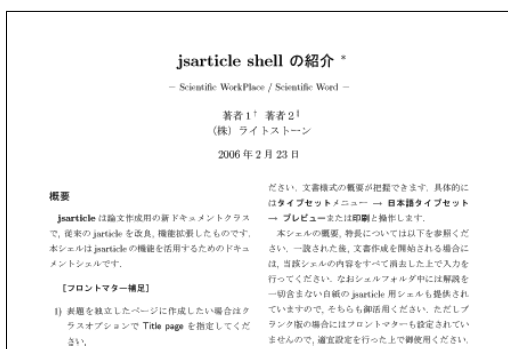 jsarticle shell の紹介 *
− Scientific WorkPlace / Scientific Word −
著者 1† 著者 2‖
(株) ライトストーン
2006 年 2 月 23 日
概要
jsarticle は論文作成用の新ドキュメントクラス
で, 従来の jarticle を改良, 機能拡張したものです.
本シェルは jsarticle の機能を活用するためのドキュ
メントシェルです.
[フロントマター補足]
1) 表題を独立したページに作成したい場合はク
ラスオプションで Title page を指定してくだ
さい.
ださい. 文書様式の概要が把握できます. 具体的に
はタイプセットメニュー → 日本語タイプセット
→ プレビューまたは印刷と操作します.
本シェルの概要, 特長については以下を参照くだ
さい. 一読された後, 文書作成を開始される場合に
は, 当該シェルの内容をすべて消去した上で入力を
行ってください. なおシェルフォルダ中には解説を
一切含まない白紙の jsarticle 用シェルも提供され
ていますので, そちらも御活用ください. ただしブ
ランク版の場合にはフロントマターも設定されてい
ませんので, 適宜設定を行った上で御使用ください.